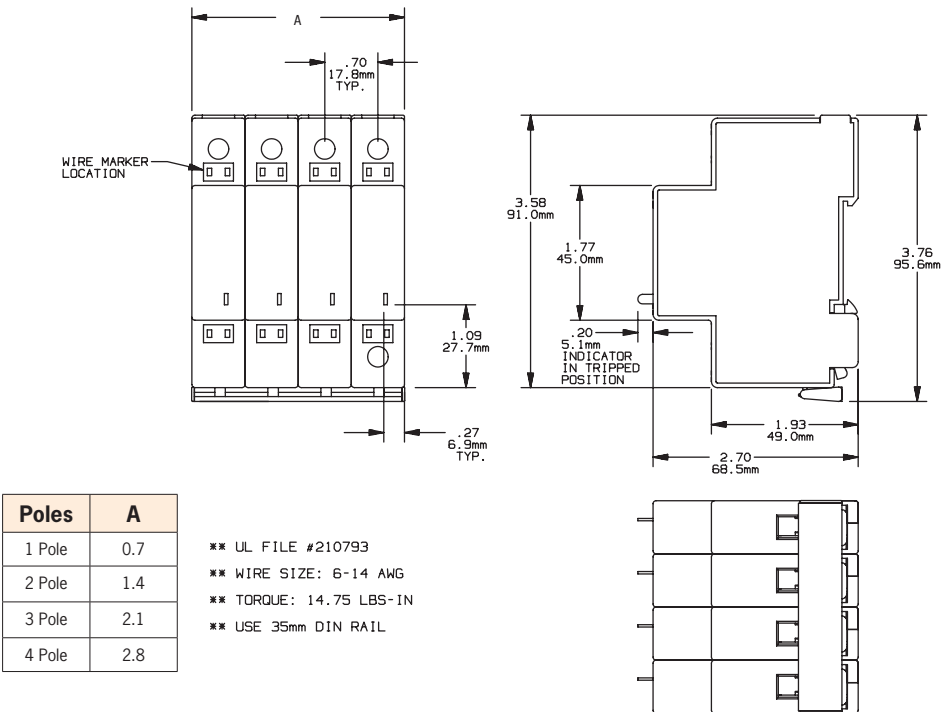 A
.70
17.8mm
TYP.
WIRE MARKER
LOCATION
3.58
91.0mm
1.77
45.0mm
3.76
95.6mm
.20
5.1mm
INDICATOR
IN TRIPPED
POSITION
1.09
27.7mm
.27
6.9mm
TYP.
1.93
49.0mm
2.70
68.5mm
Poles A
1 Pole 0.7
2 Pole 1.4
3 Pole 2.1
4 Pole 2.8
** UL FILE #210793
** WIRE SIZE: 6-14 AWG
** TORQUE: 14.75 LBS-IN
** USE 35mm DIN RAIL